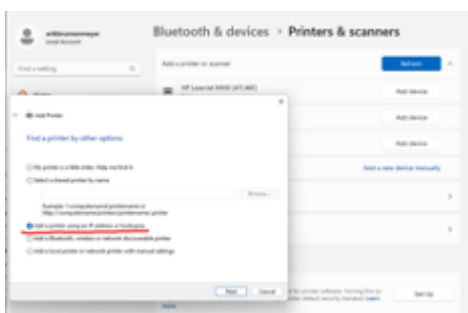 Bluetooth & devices > Printers & scanners
Local Account
Find a setting
Add a printer or scanner
Refresh
Add device
Add device
Add device
Add a new device manually
Add Printer
Find a printer by other options
My printer is a little older. Help me find it.
Select a shared printer by name
Browse...
Example: \\computername\printername or
http://computername/printers/printername/.printer
Add a printer using an IP address or hostname
Add a Bluetooth, wireless or network discoverable printer
Add a local printer or network printer with manual settings
Next
Cancel
Set Up